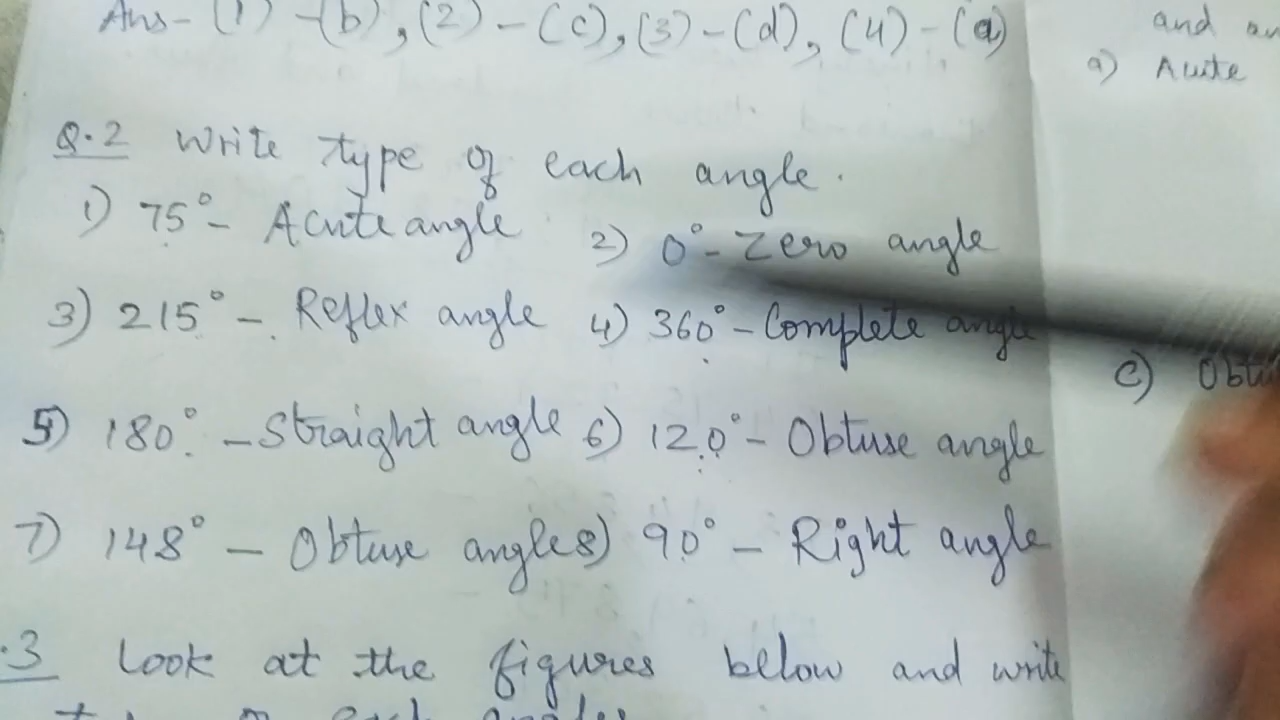 Ans- (1) -(b), (2) - (c), (3) - (d), (4) - (a)
Q.2 Write type of each angle.
1) 75° - Acute angle 2) 0° - Zero angle
3) 215° - Reflex angle 4) 360° - Complete angle
5) 180° - Straight angle 6) 120° - Obtuse angle
7) 148° - Obtuse angle 8) 90° - Right angle
.3 Look at the figures below and write
each angles
and
a) Acute
c)